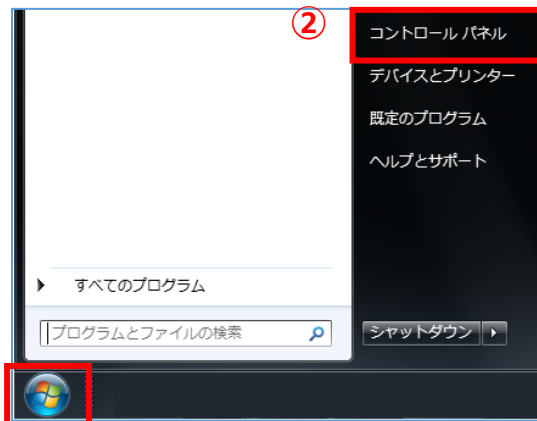 ②
コントロール パネル
デバイスとプリンター
既定のプログラム
ヘルプとサポート
すべてのプログラム
プログラムとファイルの検索
シャットダウン